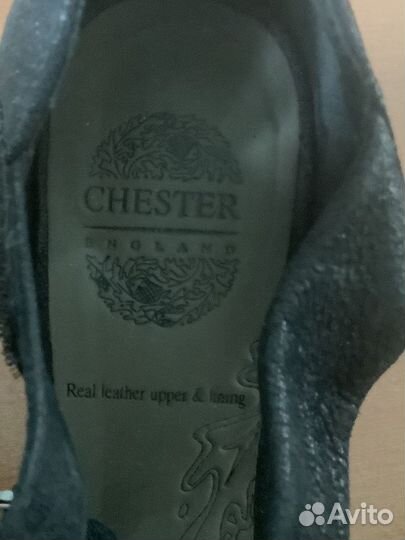 CHESTER
ENGLAND
Real leather upper & lining
Avito